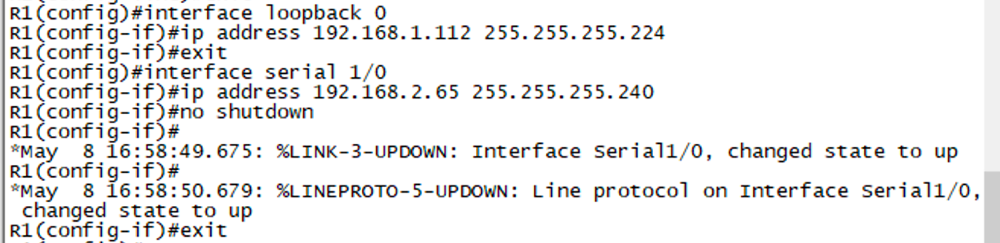 R1(config)#interface loopback 0
R1(config-if)#ip address 192.168.1.112 255.255.255.224
R1(config-if)#exit
R1(config)#interface serial 1/0
R1(config-if)#ip address 192.168.2.65 255.255.255.240
R1(config-if)#no shutdown
R1(config-if)#
*May  8 16:58:49.675: %LINK-3-UPDOWN: Interface Serial1/0, changed state to up
R1(config-if)#
*May  8 16:58:50.679: %LINEPROTO-5-UPDOWN: Line protocol on Interface Serial1/0,
 changed state to up
R1(config-if)#exit